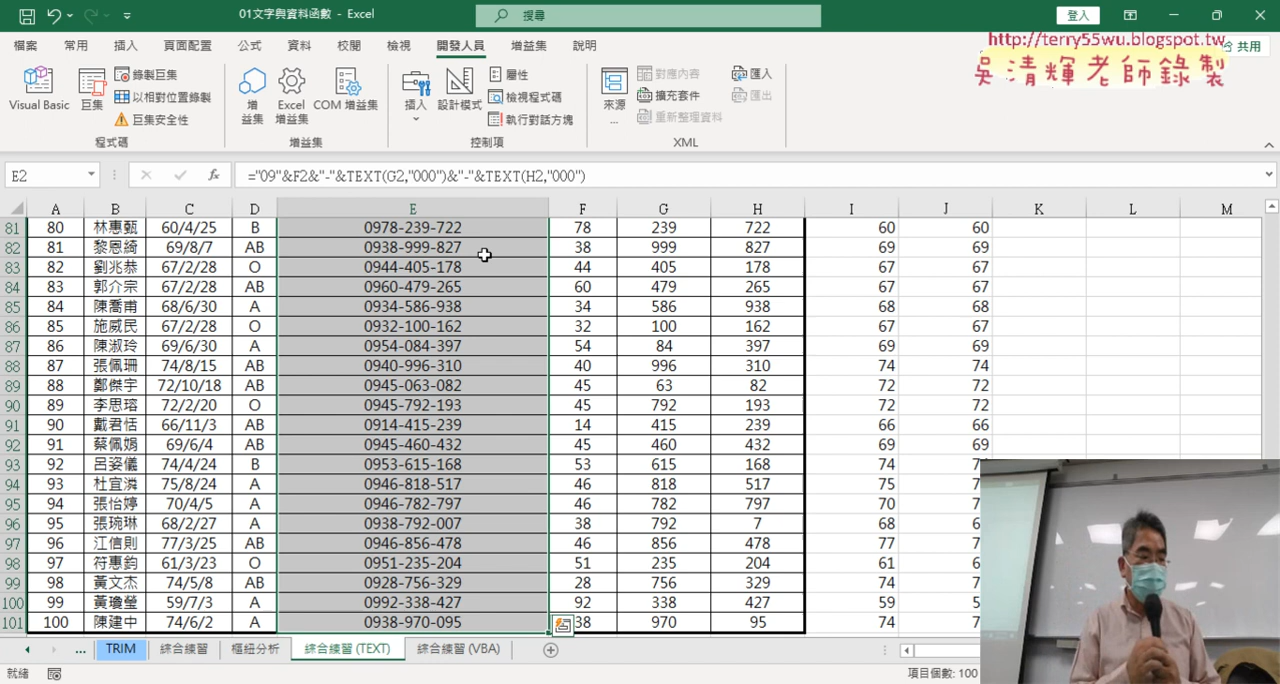 01文字與資料函數 - Excel
搜尋
登入
http://terry55wu.blogspot.tw
吳清輝老師錄製
檔案 常用 插入 頁面配置 公式 資料 校閱 檢視 開發人員 增益集 說明 共用
Visual Basic 巨集 錄製巨集 以相對位置錄製 巨集安全性
增益集 Excel 增益集 COM 增益集
插入 設計模式 屬性 檢視程式碼 執行對話方塊
來源... 對應內容 擴充套件 重新整理資料 匯入 匯出
程式碼 增益集 控制項 XML
E2 fx ="09"&F2&"-"&TEXT(G2,"000")&"-"&TEXT(H2,"000")
A B C D E F G H I J K L M
81 80 林惠甄 60/4/25 B 0978-239-722 78 239 722 60 60
82 81 黎恩綺 69/8/7 AB 0938-999-827 38 999 827 69 69
83 82 劉兆恭 67/2/28 O 0944-405-178 44 405 178 67 67
84 83 郭介宗 67/2/28 AB 0960-479-265 60 479 265 67 67
85 84 陳喬甫 68/6/30 A 0934-586-938 34 586 938 68 68
86 85 施威民 67/2/28 O 0932-100-162 32 100 162 67 67
87 86 陳淑玲 69/6/30 A 0954-084-397 54 84 397 69 69
88 87 張佩珊 74/8/15 AB 0940-996-310 40 996 310 74 74
89 88 鄭傑宇 72/10/18 AB 0945-063-082 45 63 82 72 72
90 89 李思瑢 72/2/20 O 0945-792-193 45 792 193 72 72
91 90 戴君恬 66/11/3 AB 0914-415-239 14 415 239 66 66
92 91 蔡佩娟 69/6/4 AB 0945-460-432 45 460 432 69 69
93 92 呂姿儀 74/4/24 B 0953-615-168 53 615 168 74 74
94 93 杜宜潾 75/8/24 A 0946-818-517 46 818 517 75 7
95 94 張怡婷 70/4/5 A 0946-782-797 46 782 797 70 7
96 95 張琬琳 68/2/27 A 0938-792-007 38 792 7 68 6
97 96 江信則 77/3/25 AB 0946-856-478 46 856 478 77 7
98 97 符惠鈞 61/3/23 O 0951-235-204 51 235 204 61 6
99 98 黃文杰 74/5/8 AB 0928-756-329 28 756 329 74 7
100 99 黃瓊瑩 59/7/3 A 0992-338-427 92 338 427 59 5
101 100 陳建中 74/6/2 A 0938-970-095 38 970 95 74 7
... TRIM 綜合練習 樞紐分析 綜合練習 (TEXT) 綜合練習 (VBA)
就緒 項目個數: 100